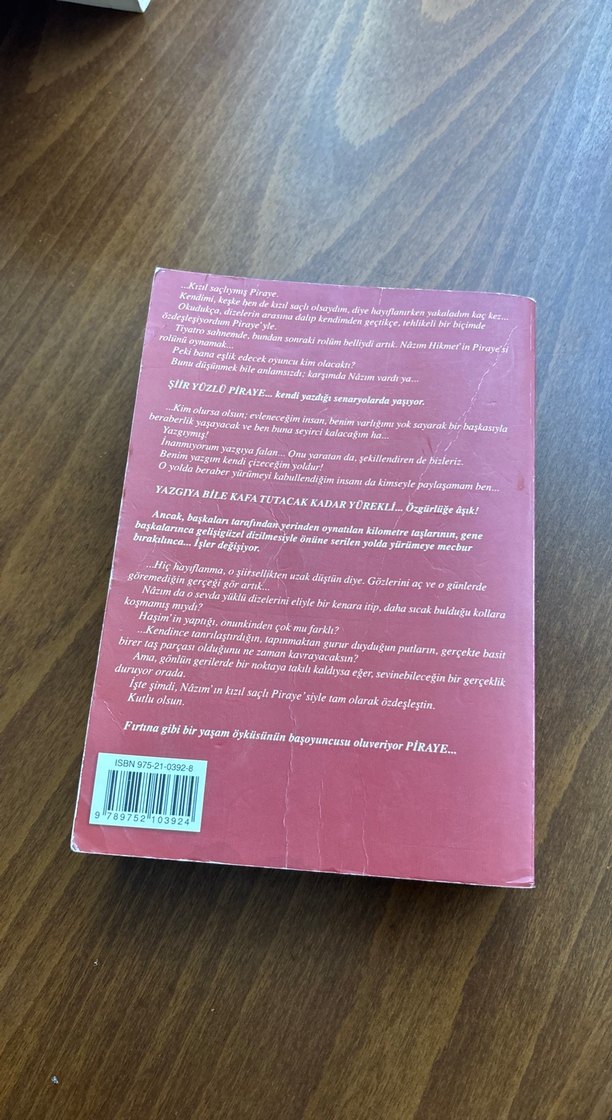 ...Kızıl saçlıymış Piraye.
Kendimi, keşke ben de kızıl saçlı olsaydım, diye hayıflanırken yakaladım kaç kez...
Okudukça, dizelerin arasına dalıp kendimden geçtikçe, tehlikeli bir biçimde
özdeşleşiyordum Piraye'yle.
Tiyatro sahnemde, bundan sonraki rolüm belliydi artık. Nâzım Hikmet'in Piraye'si
rolünü oynamak...
Peki bana eşlik edecek oyuncu kim olacaktı?
Bunu düşünmek bile anlamsızdı; karşımda Nâzım vardı ya...
ŞİİR YÜZLÜ PİRAYE... kendi yazdığı senaryolarda yaşıyor.
...Kim olursa olsun; evleneceğim insan, benim varlığımı yok sayarak bir başkasıyla
beraberlik yaşayacak ve ben buna seyirci kalacağım ha...
Yazgıymış!
İnanmıyorum yazgıya falan... Onu yaratan da, şekillendiren de bizleriz.
Benim yazgım kendi çizeceğim yoldur!
O yolda beraber yürümeyi kabullendiğim insanı da kimseyle paylaşamam ben...
YAZGIYA BİLE KAFA TUTACAK KADAR YÜREKLİ... Özgürlüğe âşık!
Ancak, başkaları tarafından yerinden oynatılan kilometre taşlarının, gene
başkalarınca gelişigüzel dizilmesiyle önüne serilen yolda yürümeye mecbur
bırakılınca... İşler değişiyor.
...Hiç hayıflanma, o şiirsellikten uzak düştün diye. Gözlerini aç ve o günlerde
göremediğin gerçeği gör artık...
Nâzım da o sevda yüklü dizelerini eliyle bir kenara itip, daha sıcak bulduğu kollara
koşmamış mıydı?
Haşim'in yaptığı, onunkinden çok mu farklı?
...Kendince tanrılaştırdığın, tapınmaktan gurur duyduğun putların, gerçekte basit
birer taş parçası olduğunu ne zaman kavrayacaksın?
Ama, gönlün gerilerde bir noktaya takılı kaldıysa eğer, sevinebileceğin bir gerçeklik
duruyor orada.
İşte şimdi, Nâzım'ın kızıl saçlı Piraye'siyle tam olarak özdeşleştin.
Kutlu olsun.
Fırtına gibi bir yaşam öyküsünün başoyuncusu oluveriyor PİRAYE...
ISBN 975-21-0392-8
9 789752 103924